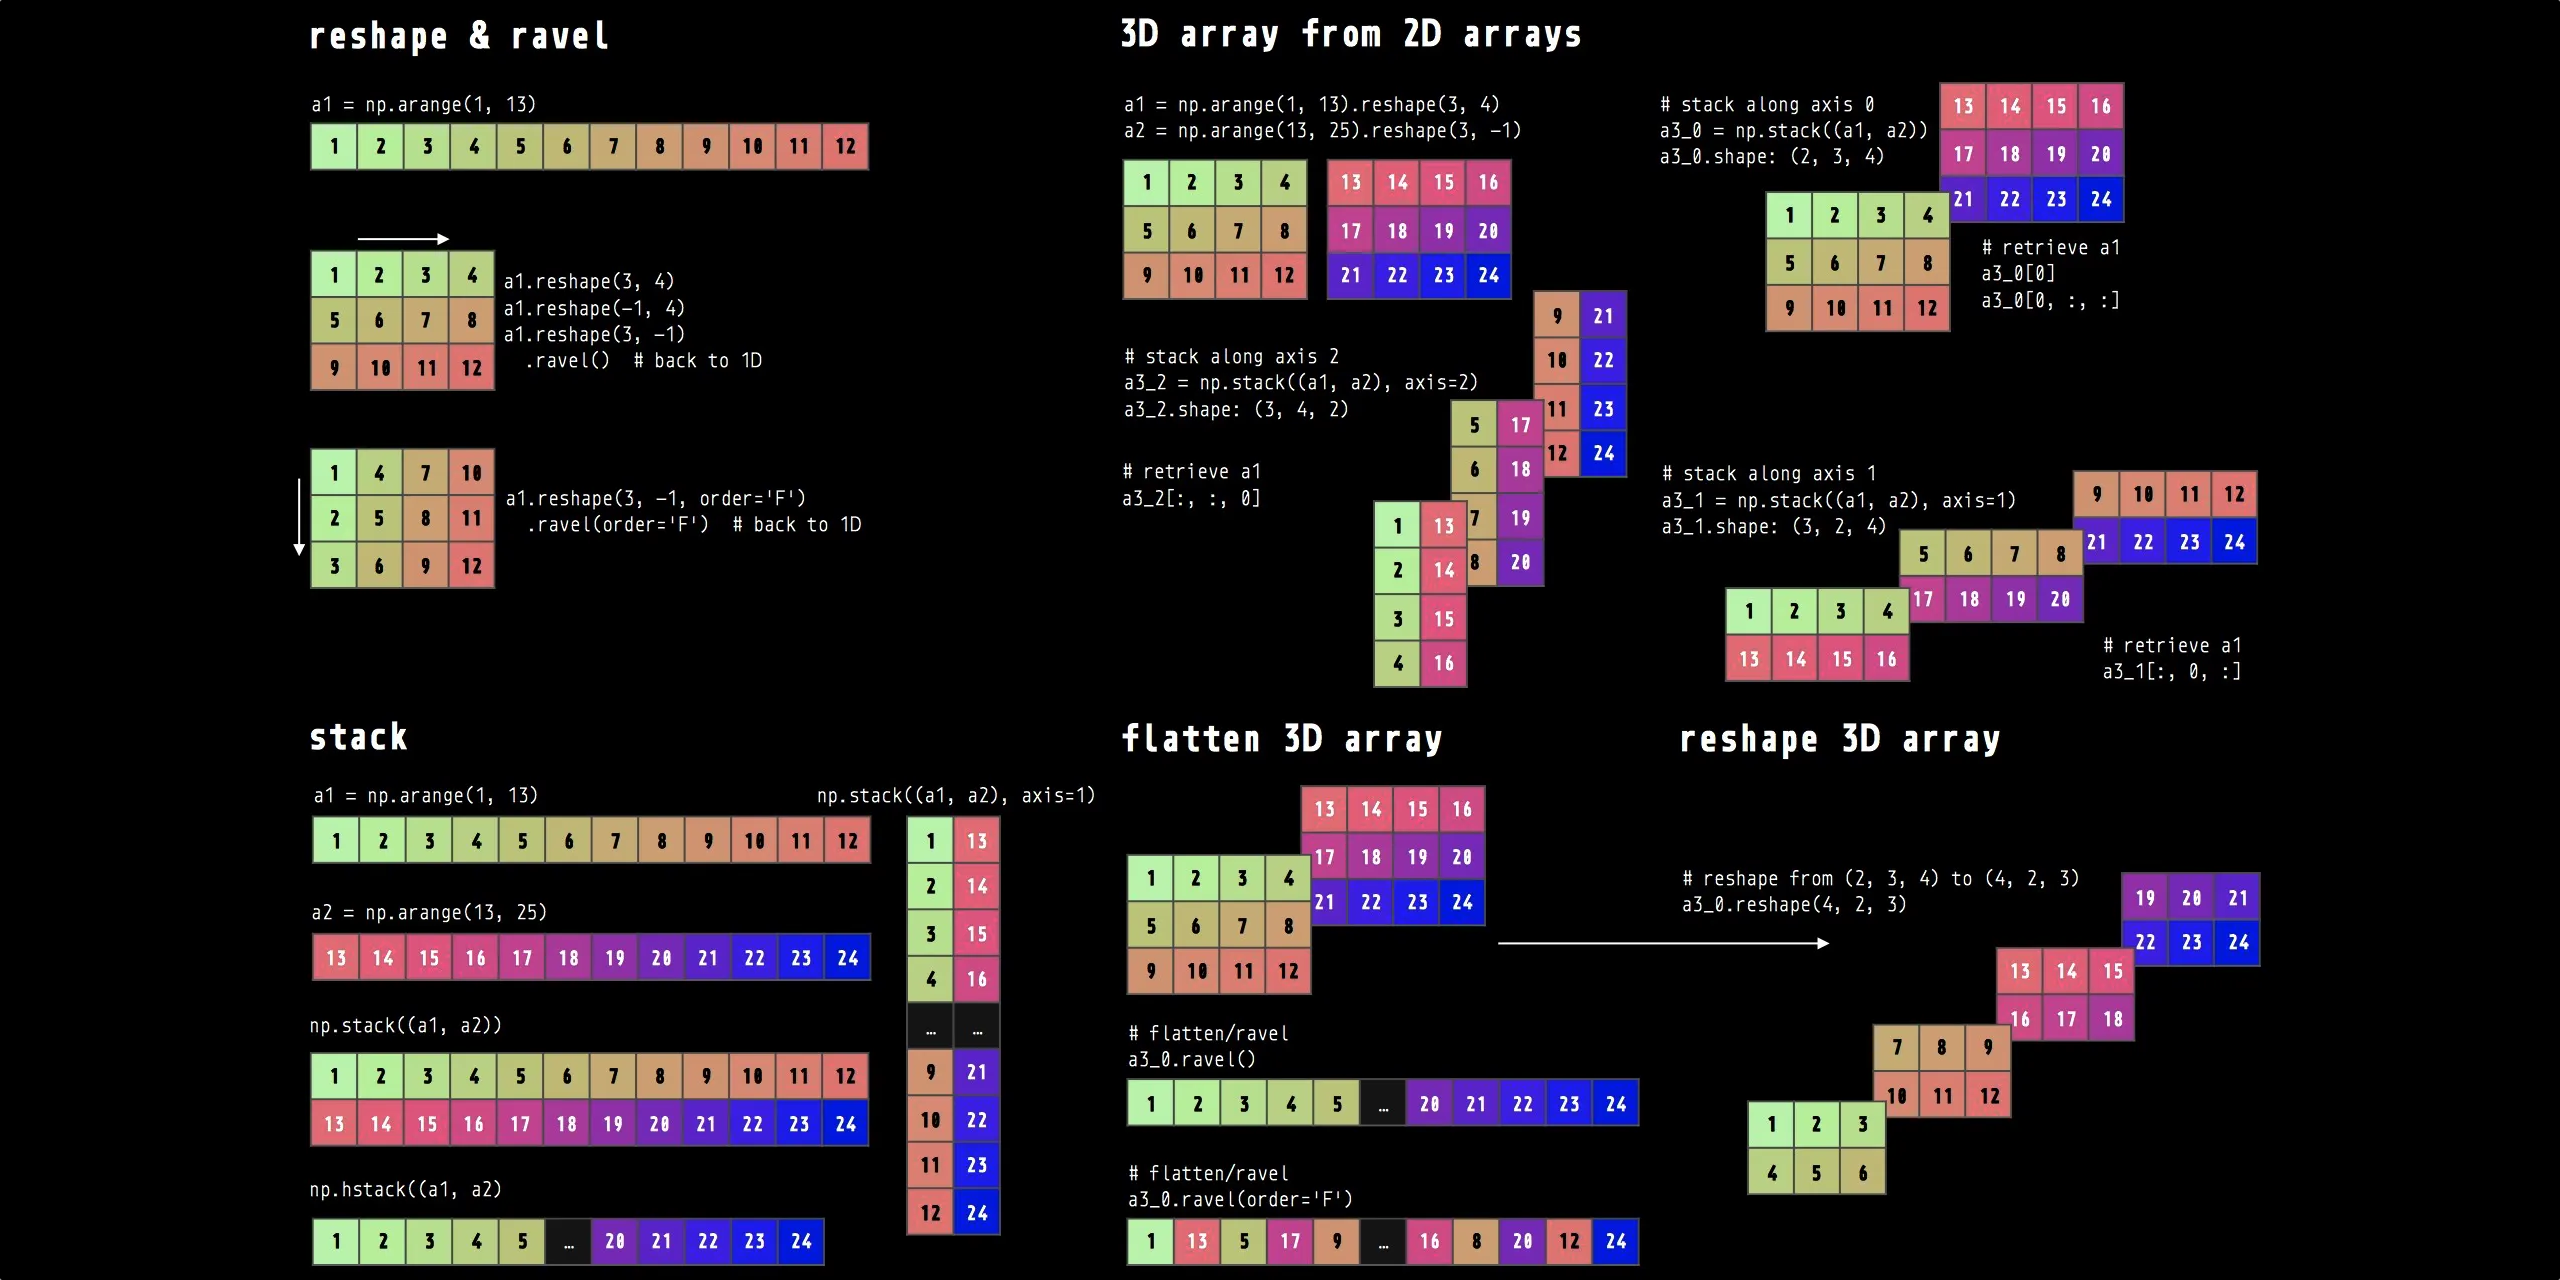 reshape & ravel
a1 = np.arange(1, 13)
1 2 3 4 5 6 7 8 9 10 11 12
1 2 3 4
5 6 7 8
9 10 11 12
a1.reshape(3, 4)
a1.reshape(-1, 4)
a1.reshape(3, -1)
.ravel() # back to 1D
1 4 7 10
2 5 8 11
3 6 9 12
a1.reshape(3, -1, order='F')
.ravel(order='F') # back to 1D
3D array from 2D arrays
a1 = np.arange(1, 13).reshape(3, 4)
a2 = np.arange(13, 25).reshape(3, -1)
1 2 3 4
5 6 7 8
9 10 11 12
13 14 15 16
17 18 19 20
21 22 23 24
# stack along axis 0
a3_0 = np.stack((a1, a2))
a3_0.shape: (2, 3, 4)
13 14 15 16
17 18 19 20
21 22 23 24
1 2 3 4
5 6 7 8
9 10 11 12
# retrieve a1
a3_0[0]
a3_0[0, :, :]
# stack along axis 2
a3_2 = np.stack((a1, a2), axis=2)
a3_2.shape: (3, 4, 2)
# retrieve a1
a3_2[:, :, 0]
9 21
10 22
11 23
12 24
5 17
6 18
7 19
8 20
1 13
2 14
3 15
4 16
# stack along axis 1
a3_1 = np.stack((a1, a2), axis=1)
a3_1.shape: (3, 2, 4)
9 10 11 12
21 22 23 24
5 6 7 8
17 18 19 20
1 2 3 4
13 14 15 16
# retrieve a1
a3_1[:, 0, :]
stack
a1 = np.arange(1, 13)
1 2 3 4 5 6 7 8 9 10 11 12
a2 = np.arange(13, 25)
13 14 15 16 17 18 19 20 21 22 23 24
np.stack((a1, a2))
1 2 3 4 5 6 7 8 9 10 11 12
13 14 15 16 17 18 19 20 21 22 23 24
np.hstack((a1, a2)
1 2 3 4 5 … 20 21 22 23 24
np.stack((a1, a2), axis=1)
1 13
2 14
3 15
4 16
… …
9 21
10 22
11 23
12 24
flatten 3D array
13 14 15 16
17 18 19 20
21 22 23 24
1 2 3 4
5 6 7 8
9 10 11 12
# flatten/ravel
a3_0.ravel()
1 2 3 4 5 … 20 21 22 23 24
# flatten/ravel
a3_0.ravel(order='F')
1 13 5 17 9 … 16 8 20 12 24
reshape 3D array
# reshape from (2, 3, 4) to (4, 2, 3)
a3_0.reshape(4, 2, 3)
19 20 21
22 23 24
13 14 15
16 17 18
7 8 9
10 11 12
1 2 3
4 5 6